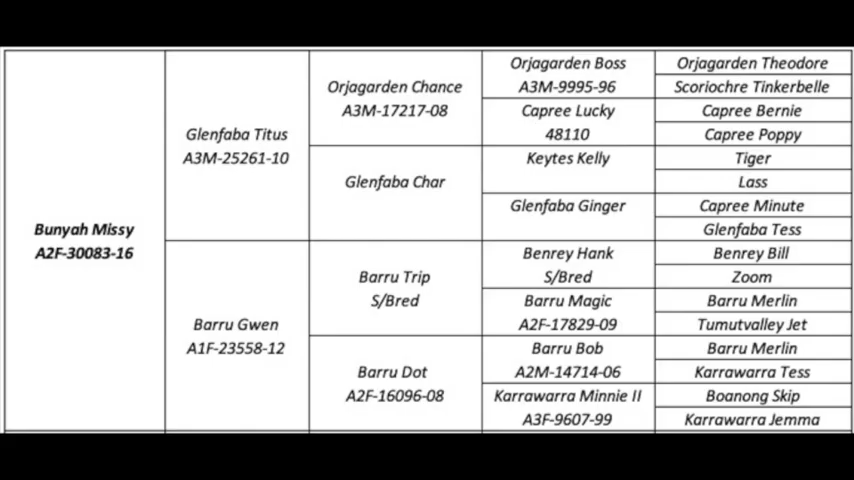 Bunyah Missy
A2F-30083-16
Glenfaba Titus
A3M-25261-10
Orjagarden Chance
A3M-17217-08
Orjagarden Boss
A3M-9995-96
Orjagarden Theodore
Scoriochre Tinkerbelle
Capree Lucky
48110
Capree Bernie
Capree Poppy
Glenfaba Char
Keytes Kelly
Tiger
Lass
Glenfaba Ginger
Capree Minute
Glenfaba Tess
Barru Gwen
A1F-23558-12
Barru Trip
S/Bred
Benrey Hank
S/Bred
Benrey Bill
Zoom
Barru Magic
A2F-17829-09
Barru Merlin
Tumutvalley Jet
Barru Dot
A2F-16096-08
Barru Bob
A2M-14714-06
Barru Merlin
Karrawarra Tess
Karrawarra Minnie II
A3F-9607-99
Boanong Skip
Karrawarra Jemma